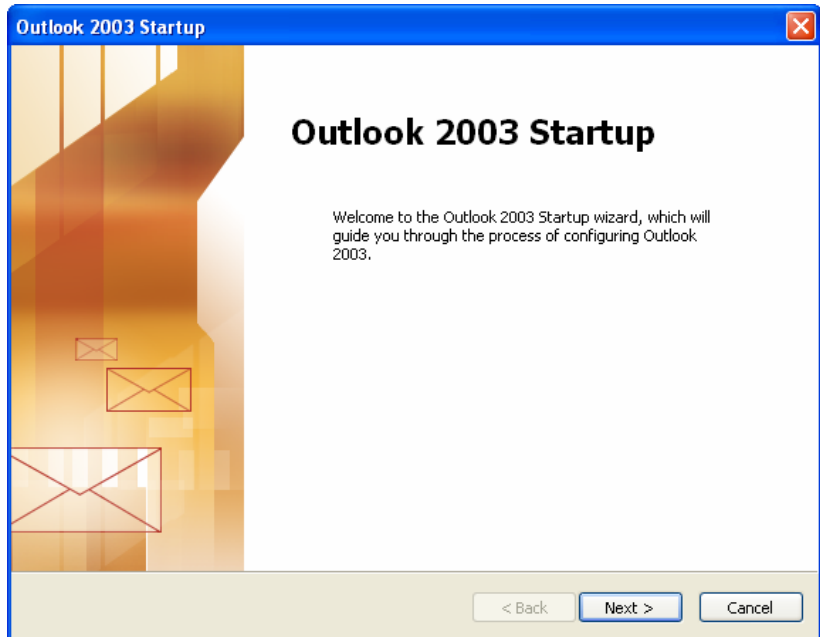 Outlook 2003 Startup
Outlook 2003 Startup
Welcome to the Outlook 2003 Startup wizard, which will
guide you through the process of configuring Outlook
2003.
< Back
Next >
Cancel